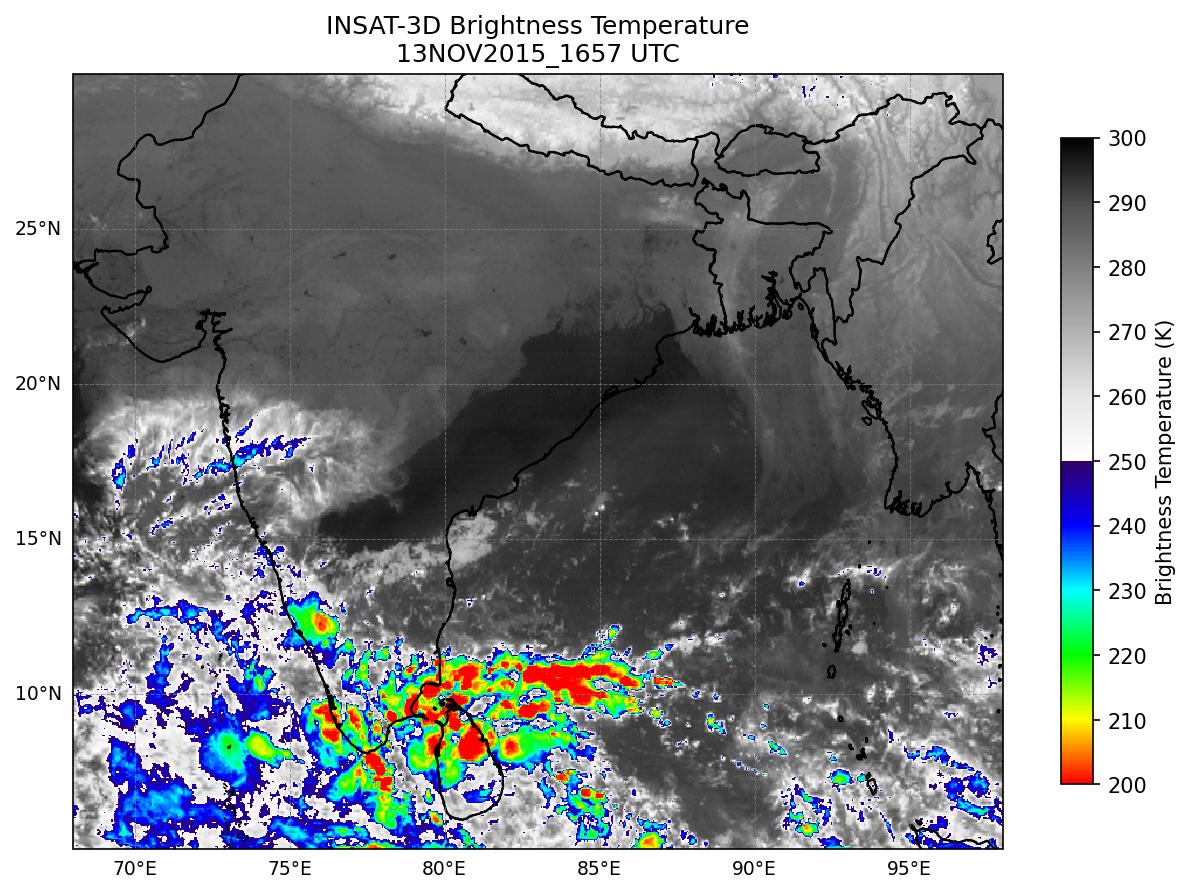 INSAT-3D Brightness Temperature
13NOV2015_1657 UTC
25°N
20°N
15°N
10°N
70°E
75°E
80°E
85°E
90°E
95°E
300
290
280
270
260
250
240
230
220
210
200
Brightness Temperature (K)